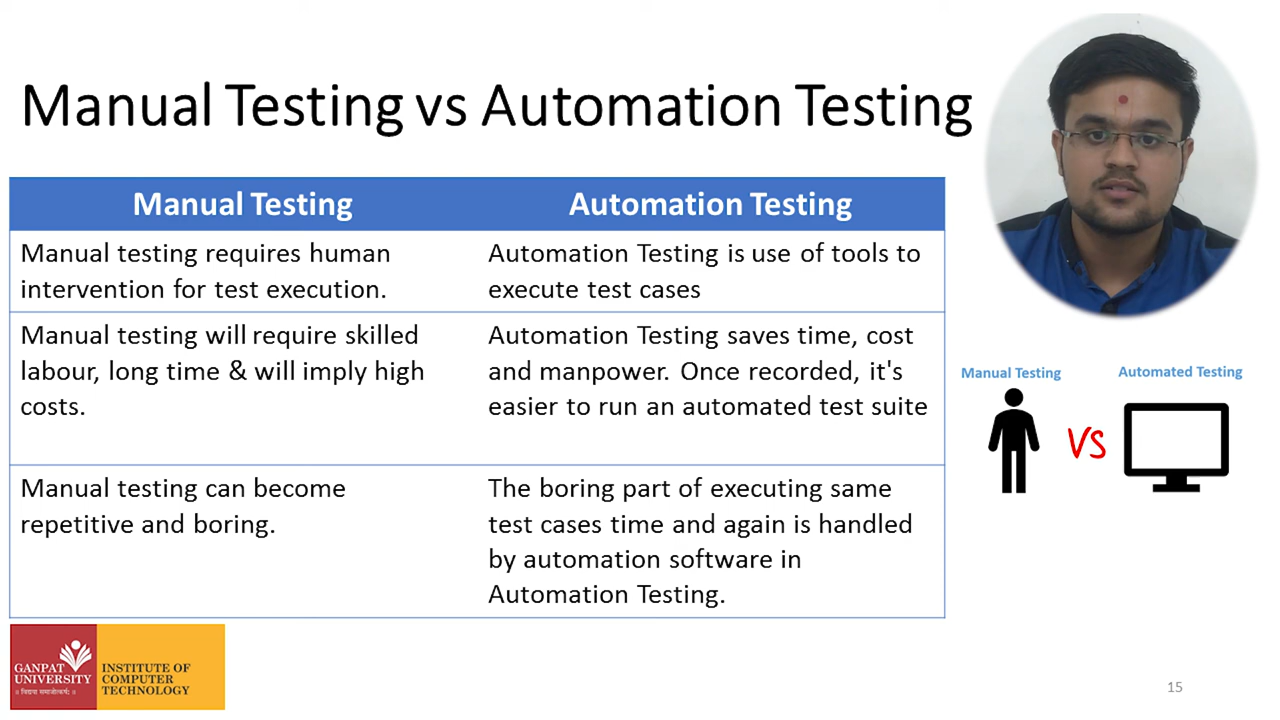 Manual Testing vs Automation Testing
Manual Testing
Automation Testing
Manual testing requires human
intervention for test execution.
Automation Testing is use of tools to
execute test cases
Manual testing will require skilled
labour, long time & will imply high
costs.
Automation Testing saves time, cost
and manpower. Once recorded, it's
easier to run an automated test suite
Manual testing can become
repetitive and boring.
The boring part of executing same
test cases time and again is handled
by automation software in
Automation Testing.
Manual Testing
Automated Testing
VS
GANPAT
UNIVERSITY
॥ विद्यया समाजोत्कर्षः ॥
INSTITUTE OF
COMPUTER
TECHNOLOGY
15